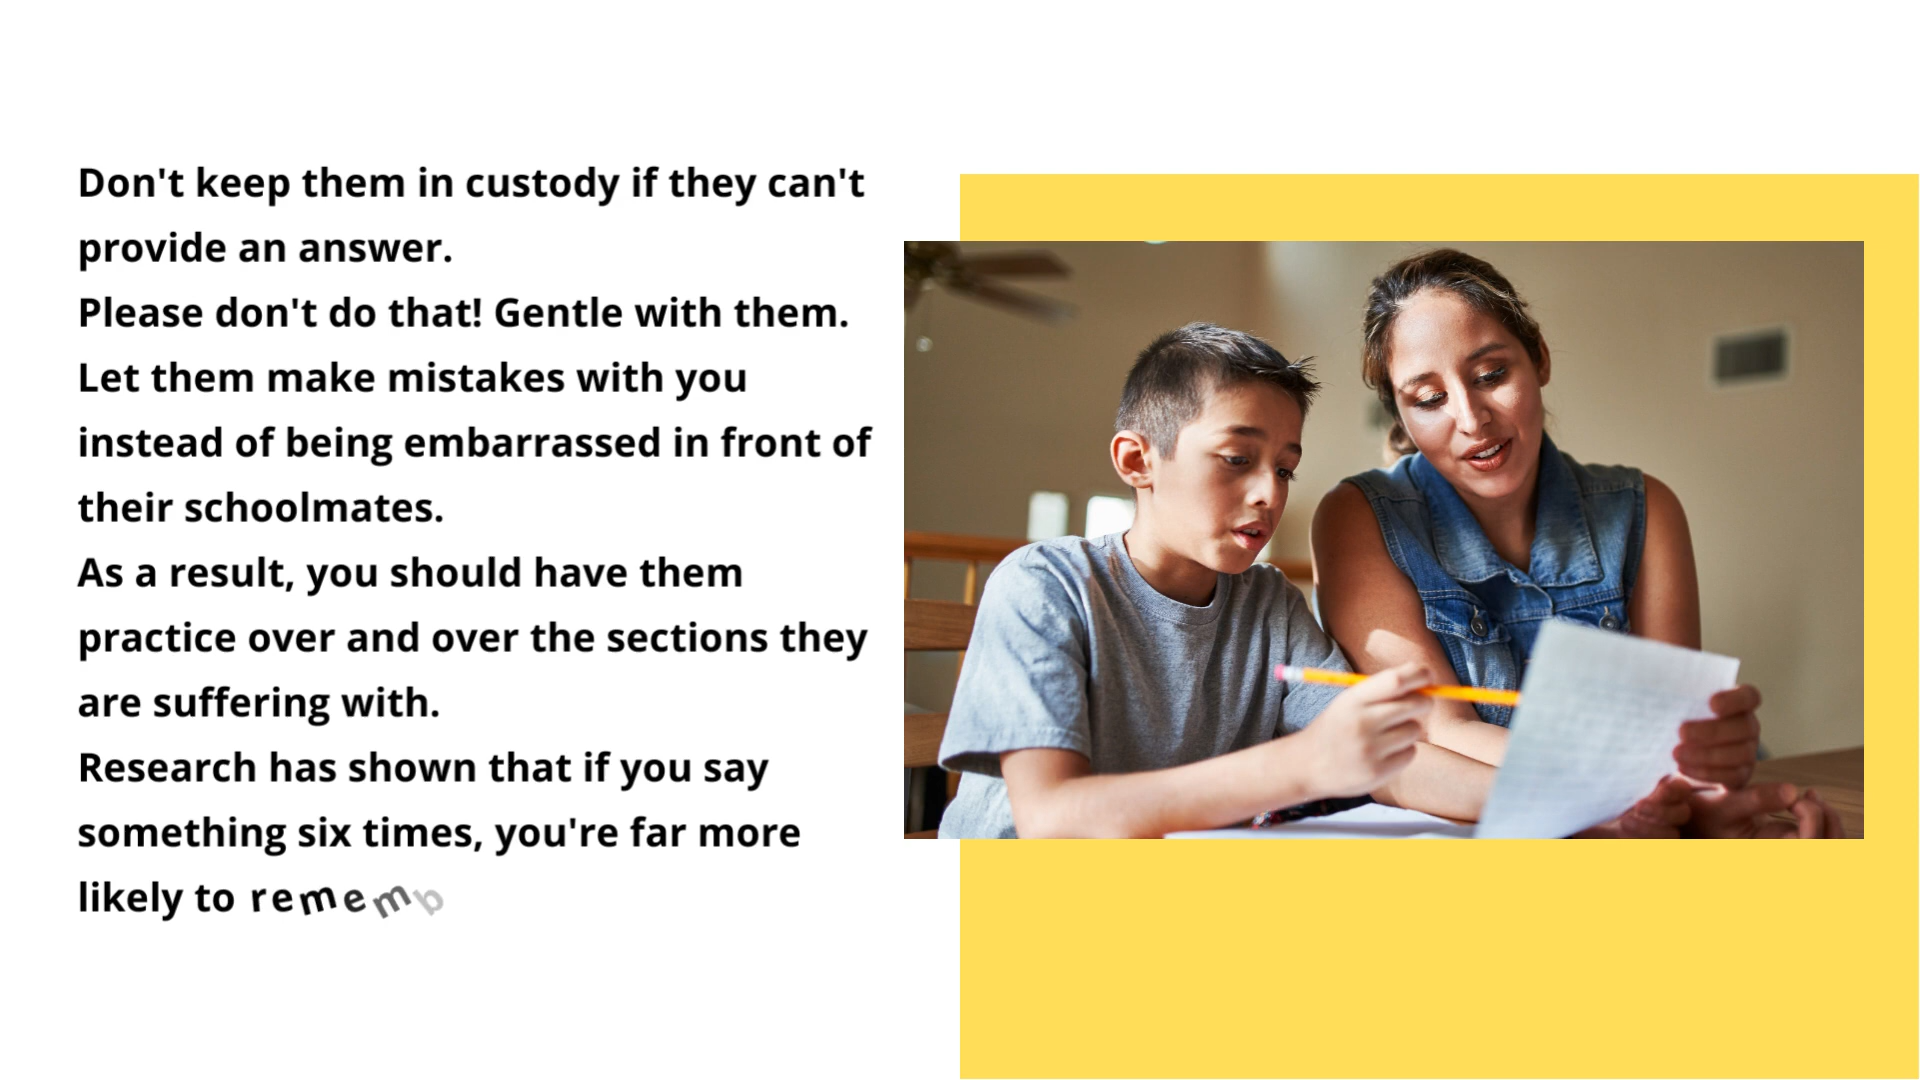 Don't keep them in custody if they can't
provide an answer.
Please don't do that! Gentle with them.
Let them make mistakes with you
instead of being embarrassed in front of
their schoolmates.
As a result, you should have them
practice over and over the sections they
are suffering with.
Research has shown that if you say
something six times, you're far more
likely to rememb